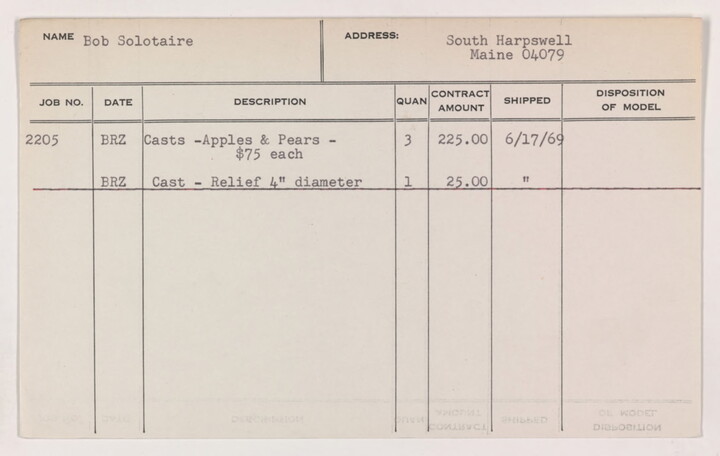 NAME Bob Solotaire ADDRESS: South Harpswell
Maine 04079
JOB NO. DATE DESCRIPTION QUAN CONTRACT AMOUNT SHIPPED DISPOSITION OF MODEL
2205 BRZ Casts -Apples & Pears - 3 225.00 6/17/69
$75 each
BRZ Cast - Relief 4" diameter 1 25.00 "